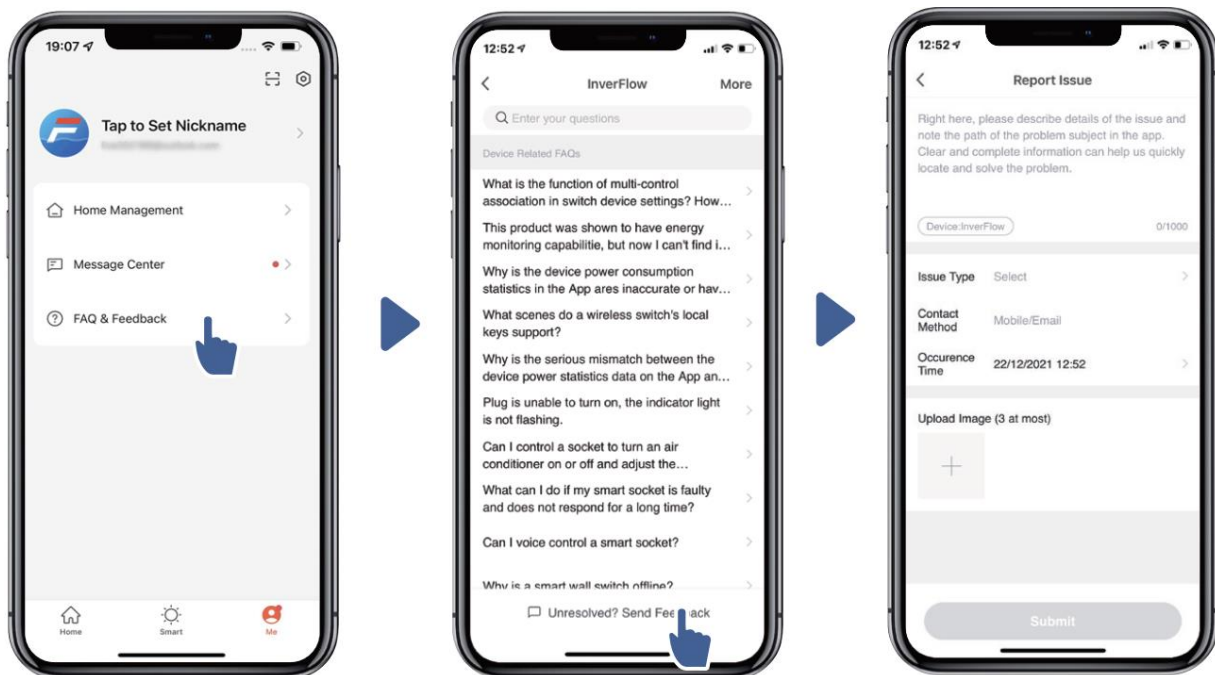 19:07
Tap to Set Nickname
Home Management
Message Center
FAQ & Feedback
Home
Smart
Me
12:52
InverFlow
More
Enter your questions
Device Related FAQs
What is the function of multi-control
association in switch device settings? How...
This product was shown to have energy
monitoring capabilitie, but now I can't find i...
Why is the device power consumption
statistics in the App ares inaccurate or hav...
What scenes do a wireless switch's local
keys support?
Why is the serious mismatch between the
device power statistics data on the App an...
Plug is unable to turn on, the indicator light
is not flashing.
Can I control a socket to turn an air
conditioner on or off and adjust the...
What can I do if my smart socket is faulty
and does not respond for a long time?
Can I voice control a smart socket?
Why is a smart wall switch offline?
Unresolved? Send Feedback
12:52
Report Issue
Right here, please describe details of the issue and
note the path of the problem subject in the app.
Clear and complete information can help us quickly
locate and solve the problem.
Device:InverFlow
0/1000
Issue Type Select
Contact
Method
Mobile/Email
Occurence
Time
22/12/2021 12:52
Upload Image (3 at most)
Submit